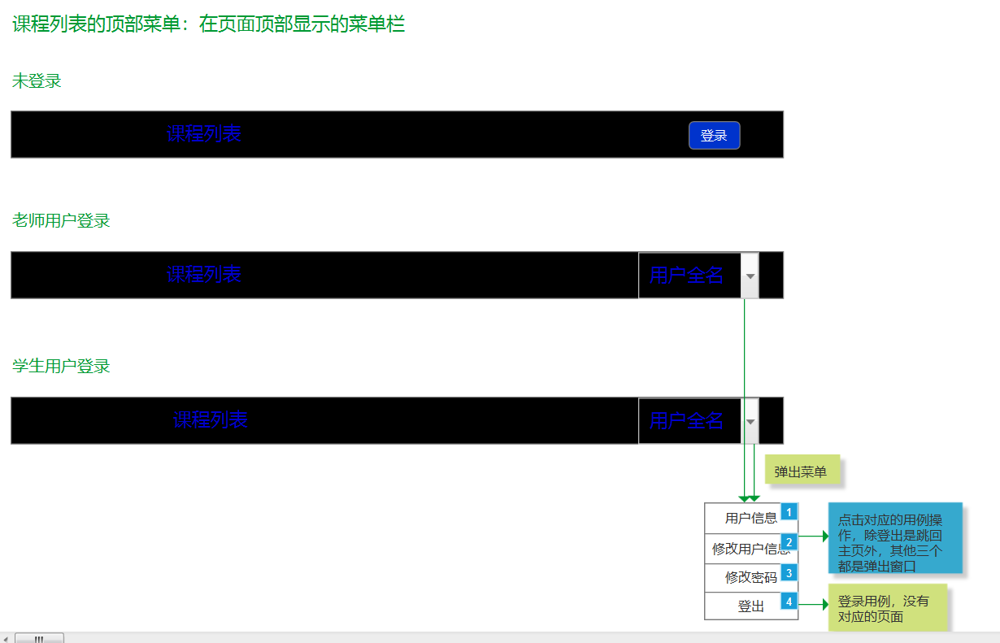 课程列表的顶部菜单：在页面顶部显示的菜单栏
未登录
课程列表
登录
老师用户登录
课程列表
用户全名
学生用户登录
课程列表
用户全名
弹出菜单
用户信息
1
修改用户信息
2
修改密码
3
登出
4
点击对应的用例操
作，除登出是跳回
主页外，其他三个
都是弹出窗口
登录用例，没有
对应的页面